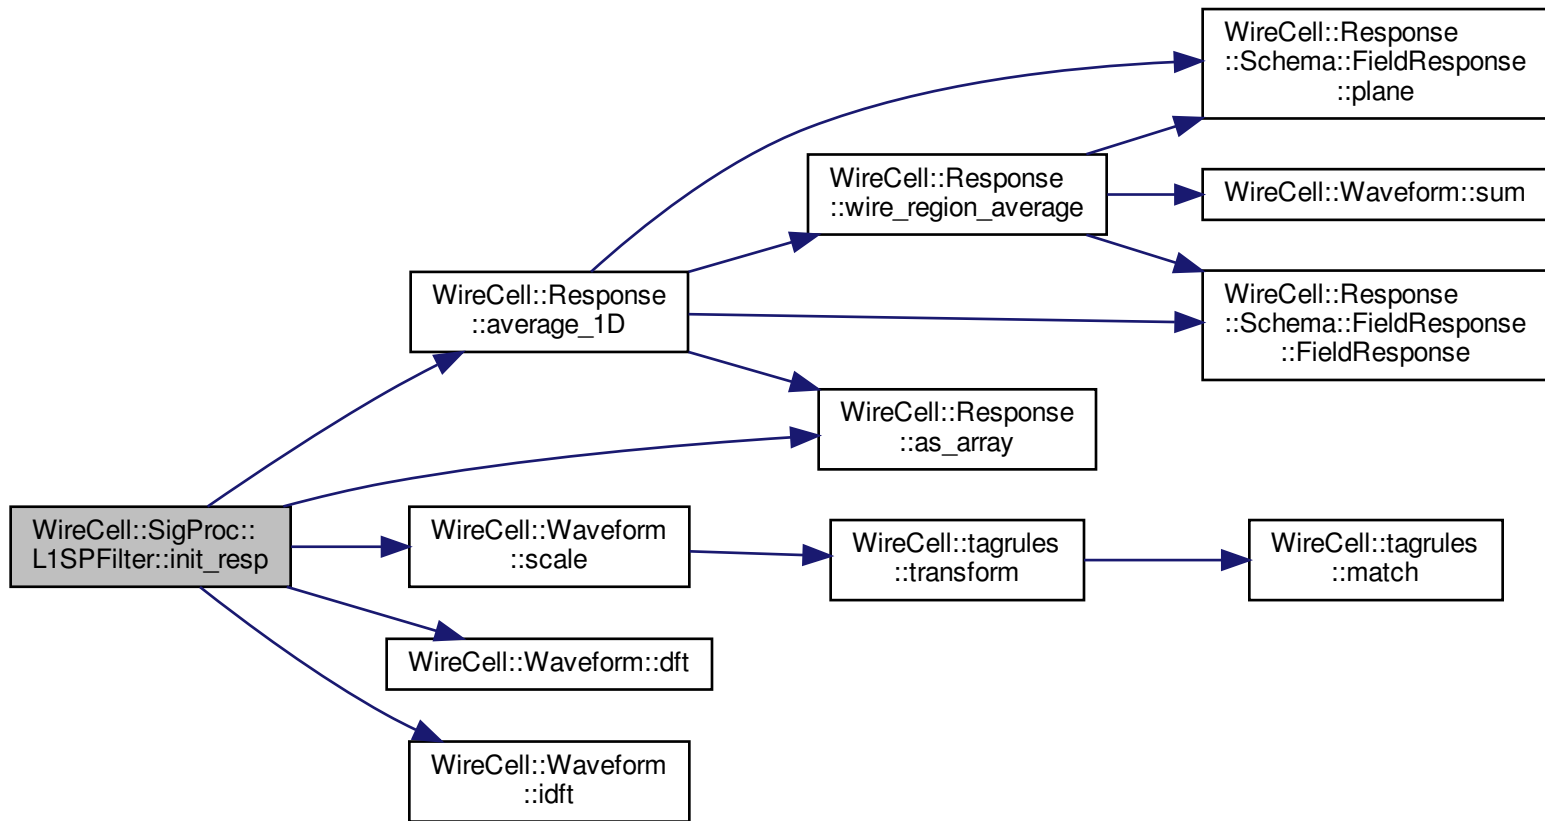 WireCell::SigProc::
L1SPFilter::init_resp
WireCell::Response
::average_1D
WireCell::Response
::Schema::FieldResponse
::plane
WireCell::Response
::wire_region_average
WireCell::Waveform::sum
WireCell::Response
::Schema::FieldResponse
::FieldResponse
WireCell::Response
::as_array
WireCell::Waveform
::scale
WireCell::tagrules
::transform
WireCell::tagrules
::match
WireCell::Waveform::dft
WireCell::Waveform
::idft